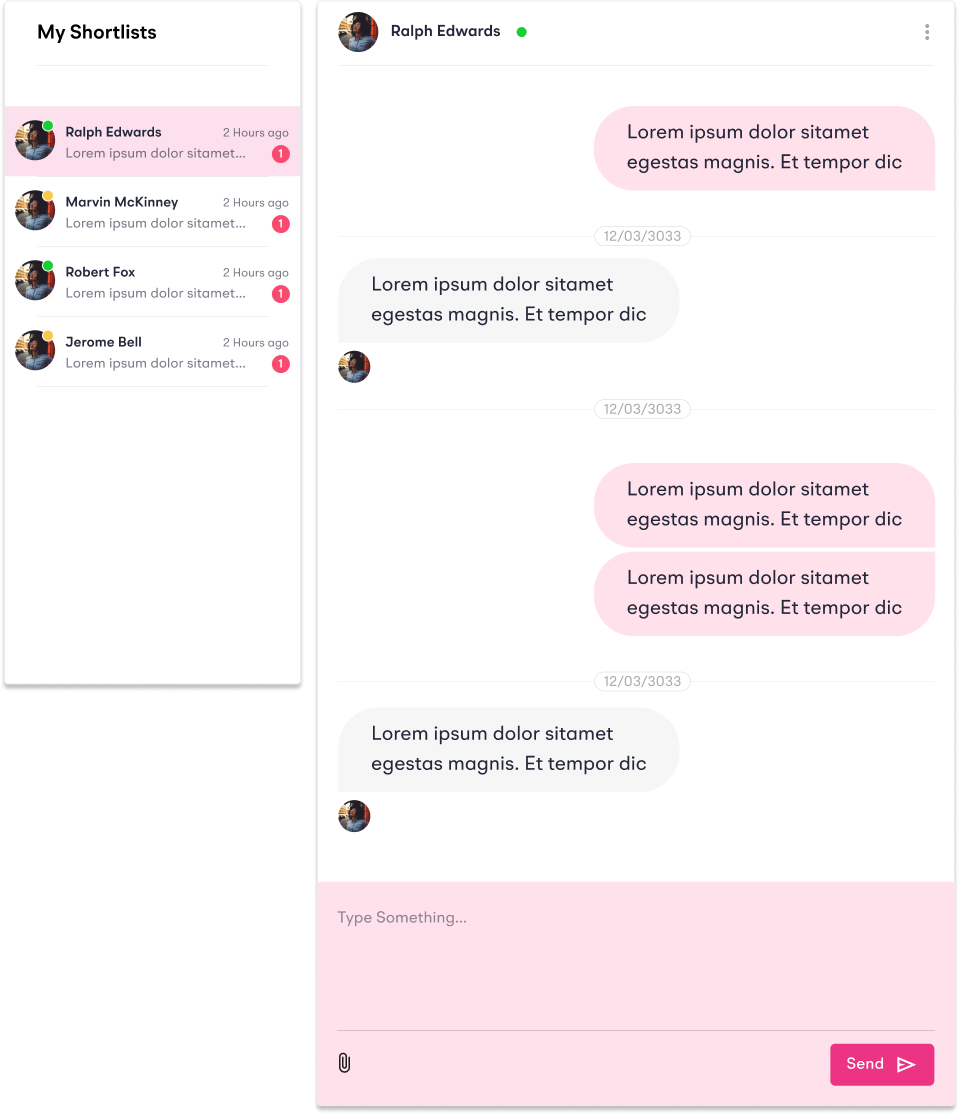 My Shortlists
Ralph Edwards
2 Hours ago
Lorem ipsum dolor sitamet...
1
Marvin McKinney
2 Hours ago
Lorem ipsum dolor sitamet...
1
Robert Fox
2 Hours ago
Lorem ipsum dolor sitamet...
1
Jerome Bell
2 Hours ago
Lorem ipsum dolor sitamet...
1
Ralph Edwards
Lorem ipsum dolor sitamet
egestas magnis. Et tempor dic
12/03/3033
Lorem ipsum dolor sitamet
egestas magnis. Et tempor dic
12/03/3033
Lorem ipsum dolor sitamet
egestas magnis. Et tempor dic
Lorem ipsum dolor sitamet
egestas magnis. Et tempor dic
12/03/3033
Lorem ipsum dolor sitamet
egestas magnis. Et tempor dic
Type Something...
Send